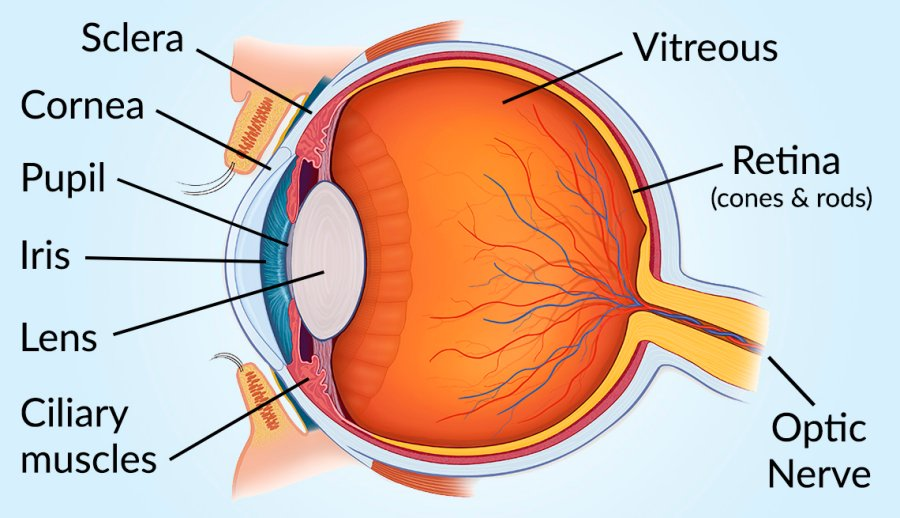 Sclera
Cornea
Pupil
Iris
Lens
Ciliary
muscles
Vitreous
Retina
(cones & rods)
Optic
Nerve